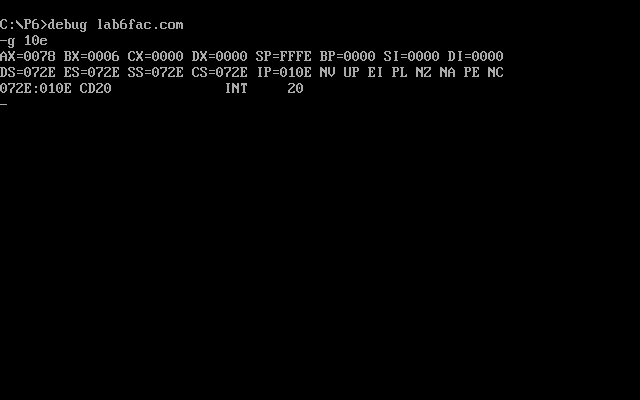 C:\P6>debug lab6fac.com
-g 10e
AX=0078 BX=0006 CX=0000 DX=0000 SP=FFFE BP=0000 SI=0000 DI=0000
DS=072E ES=072E SS=072E CS=072E IP=010E NV UP EI PL NZ NA PE NC
072E:010E CD20 INT 20
-